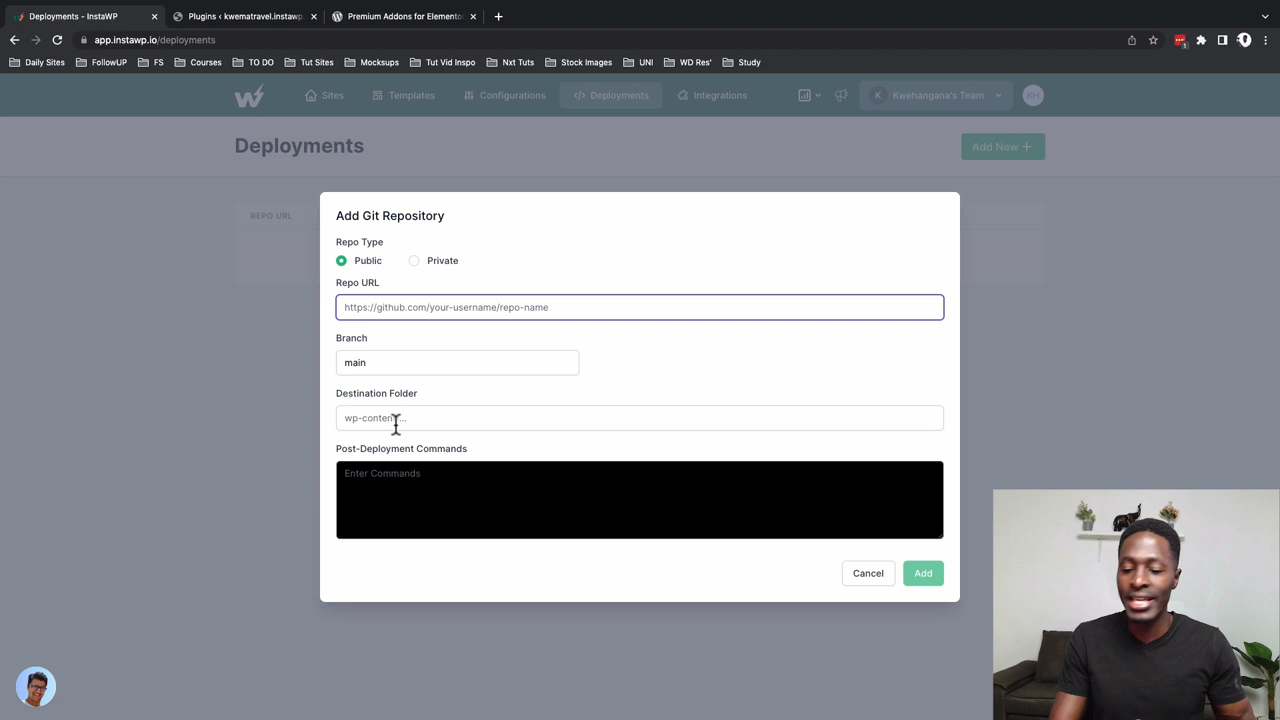 Deployments - InstaWP
Plugins ‹ kwematravel.instawp.
Premium Addons for Elemento
app.instawp.io/deployments
Daily Sites
FollowUP
FS
Courses
TO DO
Tut Sites
Mocksups
Tut Vid Inspo
Nxt Tuts
Stock Images
UNI
WD Res'
Study
Sites
Templates
Configurations
Deployments
Integrations
K
Kwehangana's Team
KH
Deployments
Add New +
REPO URL
Add Git Repository
Repo Type
Public
Private
Repo URL
https://github.com/your-username/repo-name
Branch
main
Destination Folder
Post-Deployment Commands
Enter Commands
Cancel
Add